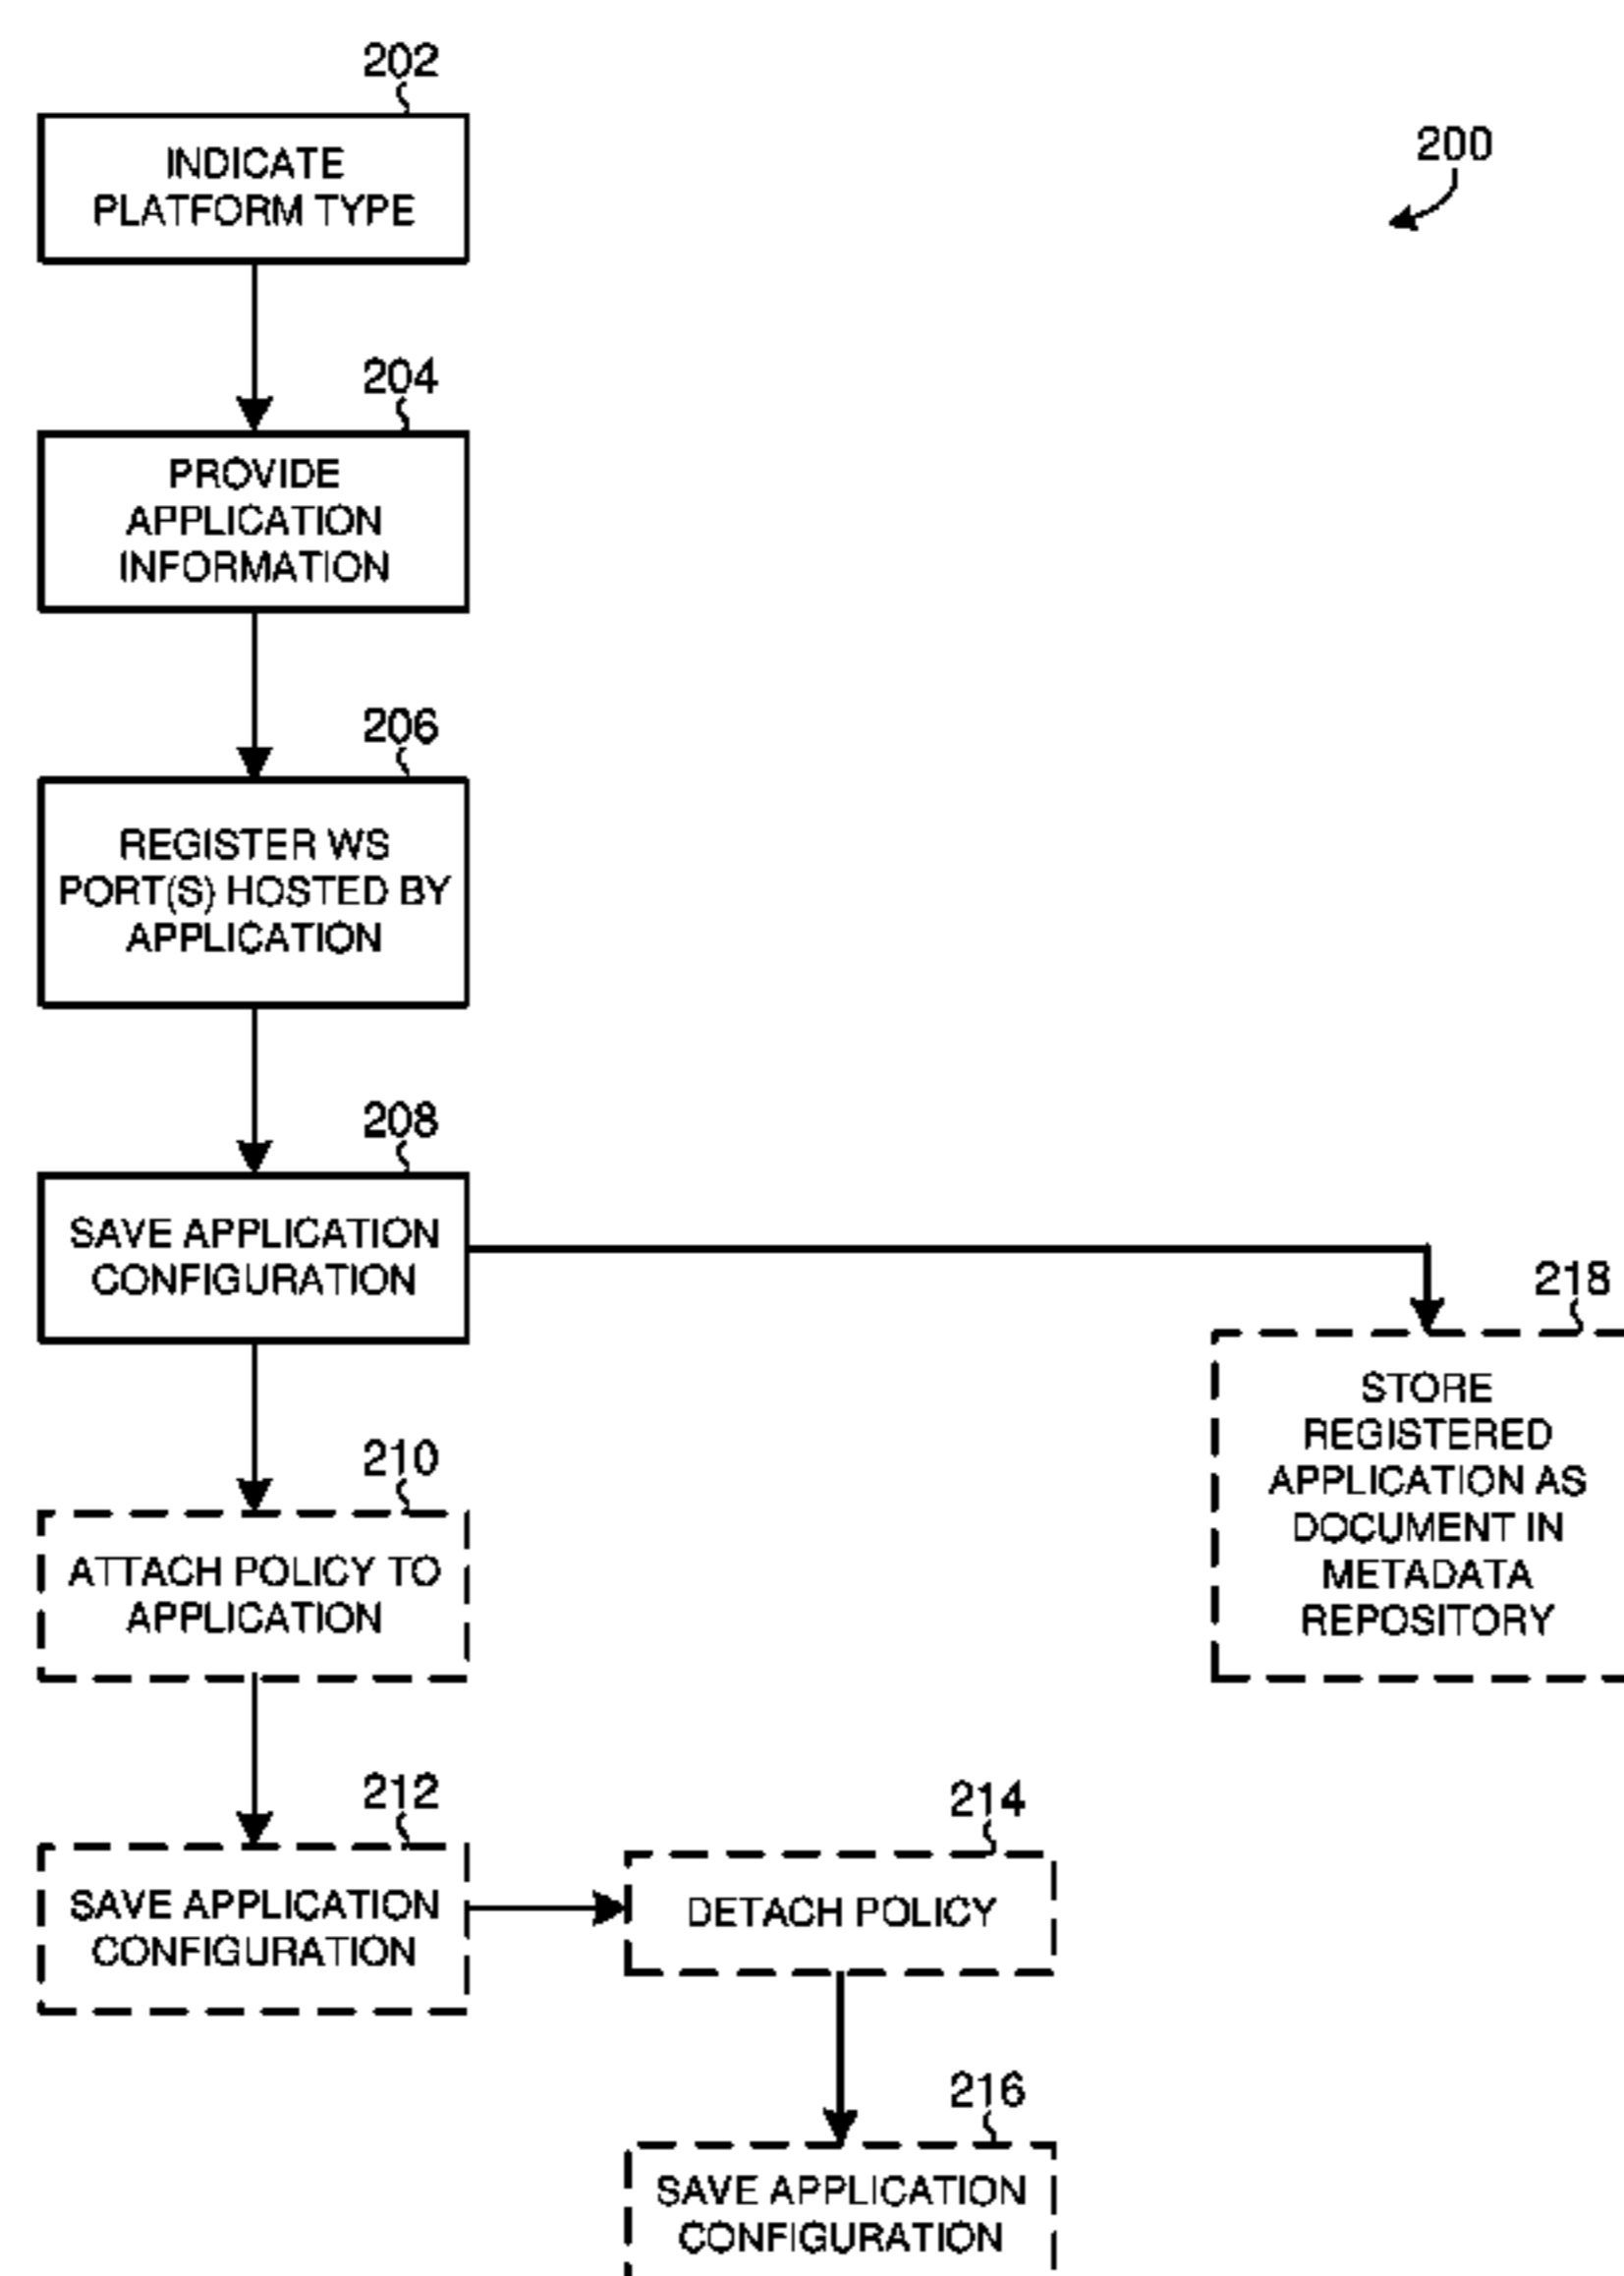 202
INDICATE
PLATFORM TYPE
200
204
PROVIDE
APPLICATION
INFORMATION
206
REGISTER WS
PORT(S) HOSTED BY
APPLICATION
208
SAVE APPLICATION
CONFIGURATION
218
STORE
REGISTERED
APPLICATION AS
DOCUMENT IN
METADATA
REPOSITORY
210
ATTACH POLICY TO
APPLICATION
212
SAVE APPLICATION
CONFIGURATION
214
DETACH POLICY
216
SAVE APPLICATION
CONFIGURATION